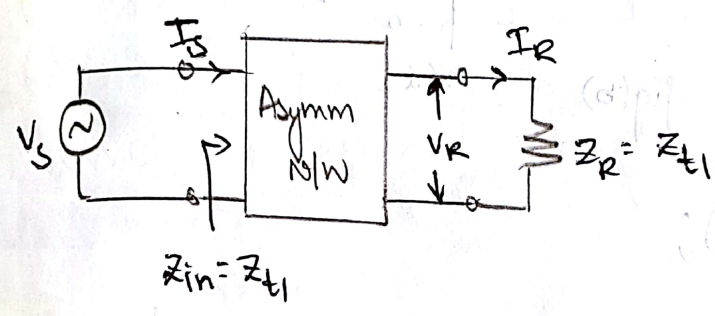 I_S
I_R
Asymm
N/W
V_S
V_R
Z_R = Z_t1
Z_in = Z_t1